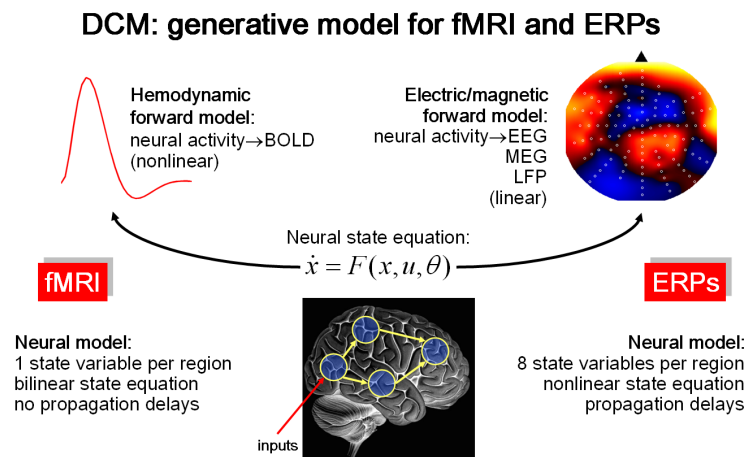 DCM: generative model for fMRI and ERPs
Hemodynamic
forward model:
neural activity→BOLD
(nonlinear)
Electric/magnetic
forward model:
neural activity→EEG
MEG
LFP
(linear)
Neural state equation:
ẋ = F(x, u, θ)
fMRI
ERPs
Neural model:
1 state variable per region
bilinear state equation
no propagation delays
Neural model:
8 state variables per region
nonlinear state equation
propagation delays
inputs